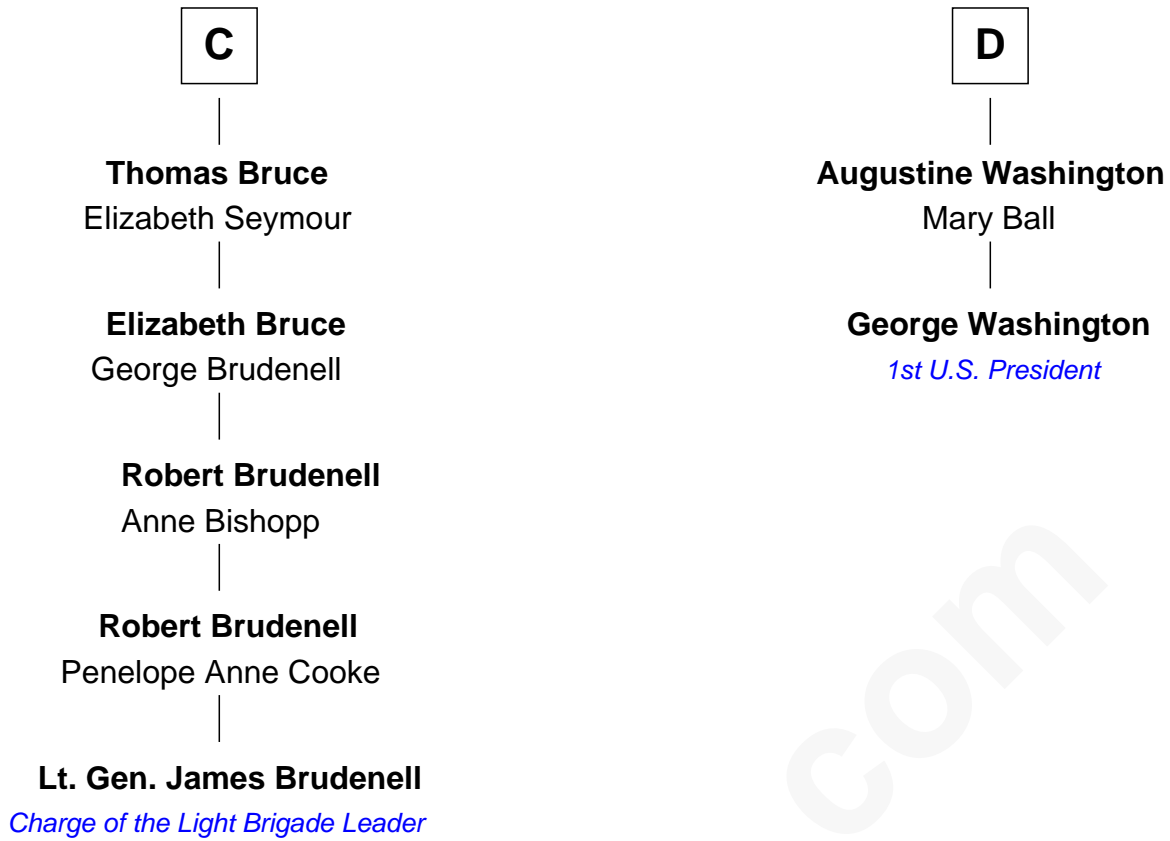 C
Thomas Bruce
Elizabeth Seymour
Elizabeth Bruce
George Brudenell
Robert Brudenell
Anne Bishopp
Robert Brudenell
Penelope Anne Cooke
Lt. Gen. James Brudenell
Charge of the Light Brigade Leader
D
Augustine Washington
Mary Ball
George Washington
1st U.S. President
com